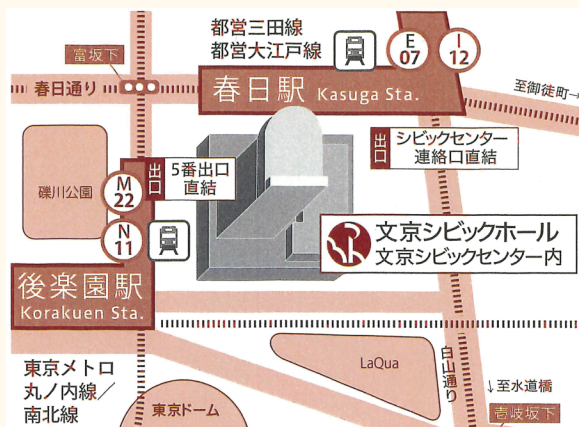 都営三田線
都営大江戸線
E
07
I
12
富坂下
春日通り
春日駅 Kasuga Sta.
至御徒町→
出口
シビックセンター
連絡口直結
出口
5番出口
直結
礫川公園
M
22
N
11
文京シビックホール
文京シビックセンター内
後楽園駅
Korakuen Sta.
東京メトロ
丸ノ内線／
南北線
東京ドーム
LaQua
白山通り
↓至水道橋
壱岐坂下